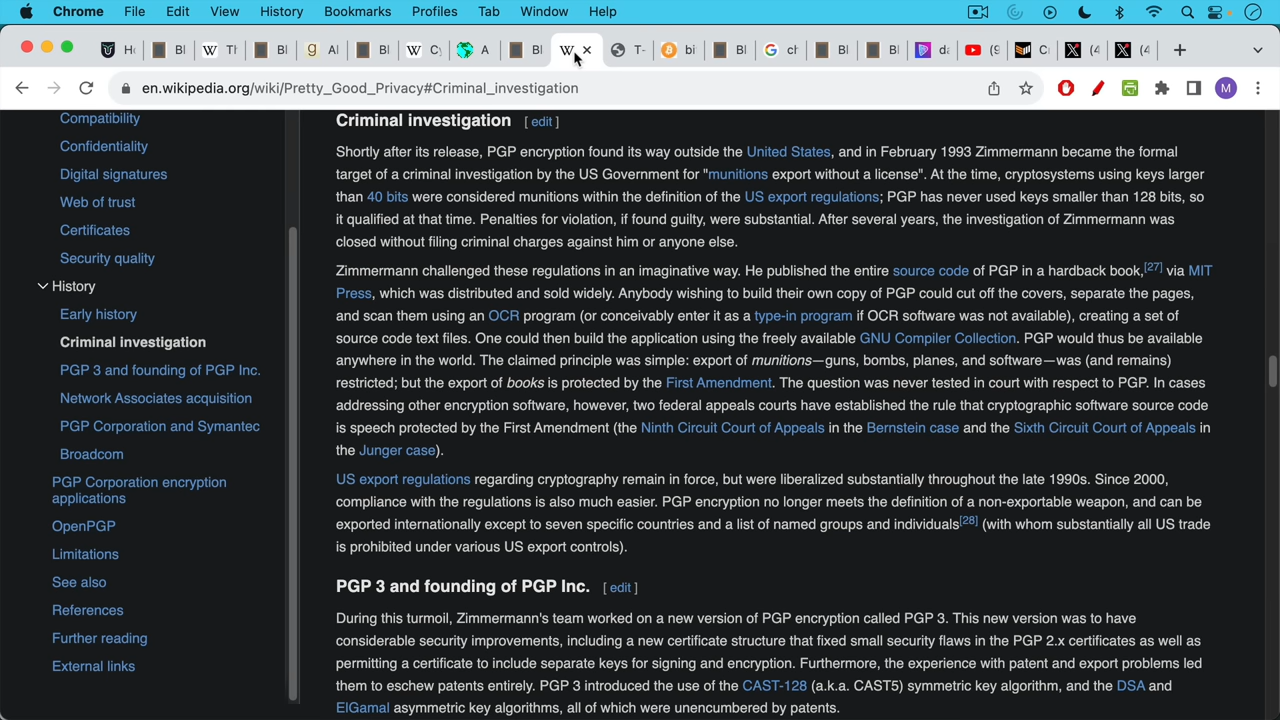 Chrome File Edit View History Bookmarks Profiles Tab Window Help
Ho Bl Th Bl Al Bl Cy A Bl T- bi Bl ch Bl Bl da (9 C (4 (4
en.wikipedia.org/wiki/Pretty_Good_Privacy#Criminal_investigation M
Compatibility
Confidentiality
Digital signatures
Web of trust
Certificates
Security quality
History
Early history
Criminal investigation
PGP 3 and founding of PGP Inc.
Network Associates acquisition
PGP Corporation and Symantec
Broadcom
PGP Corporation encryption
applications
OpenPGP
Limitations
See also
References
Further reading
External links
Criminal investigation [ edit ]
Shortly after its release, PGP encryption found its way outside the United States, and in February 1993 Zimmermann became the formal
target of a criminal investigation by the US Government for "munitions export without a license". At the time, cryptosystems using keys larger
than 40 bits were considered munitions within the definition of the US export regulations; PGP has never used keys smaller than 128 bits, so
it qualified at that time. Penalties for violation, if found guilty, were substantial. After several years, the investigation of Zimmermann was
closed without filing criminal charges against him or anyone else.
Zimmermann challenged these regulations in an imaginative way. He published the entire source code of PGP in a hardback book,[27] via MIT
Press, which was distributed and sold widely. Anybody wishing to build their own copy of PGP could cut off the covers, separate the pages,
and scan them using an OCR program (or conceivably enter it as a type-in program if OCR software was not available), creating a set of
source code text files. One could then build the application using the freely available GNU Compiler Collection. PGP would thus be available
anywhere in the world. The claimed principle was simple: export of munitions—guns, bombs, planes, and software—was (and remains)
restricted; but the export of books is protected by the First Amendment. The question was never tested in court with respect to PGP. In cases
addressing other encryption software, however, two federal appeals courts have established the rule that cryptographic software source code
is speech protected by the First Amendment (the Ninth Circuit Court of Appeals in the Bernstein case and the Sixth Circuit Court of Appeals in
the Junger case).
US export regulations regarding cryptography remain in force, but were liberalized substantially throughout the late 1990s. Since 2000,
compliance with the regulations is also much easier. PGP encryption no longer meets the definition of a non-exportable weapon, and can be
exported internationally except to seven specific countries and a list of named groups and individuals[28] (with whom substantially all US trade
is prohibited under various US export controls).
PGP 3 and founding of PGP Inc. [ edit ]
During this turmoil, Zimmermann's team worked on a new version of PGP encryption called PGP 3. This new version was to have
considerable security improvements, including a new certificate structure that fixed small security flaws in the PGP 2.x certificates as well as
permitting a certificate to include separate keys for signing and encryption. Furthermore, the experience with patent and export problems led
them to eschew patents entirely. PGP 3 introduced the use of the CAST-128 (a.k.a. CAST5) symmetric key algorithm, and the DSA and
ElGamal asymmetric key algorithms, all of which were unencumbered by patents.